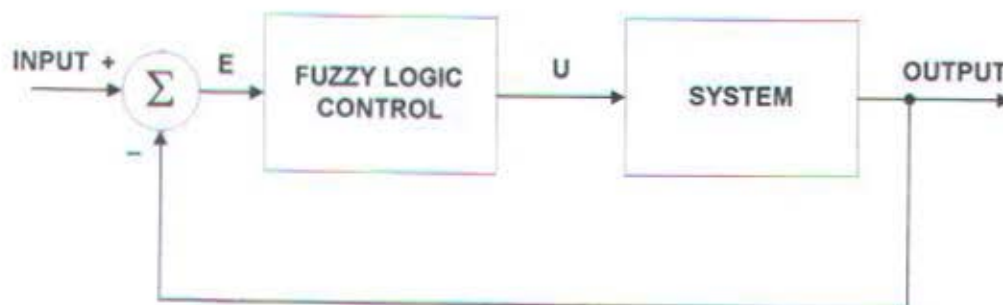 INPUT +
Σ
E
FUZZY LOGIC
CONTROL
U
SYSTEM
OUTPUT
−